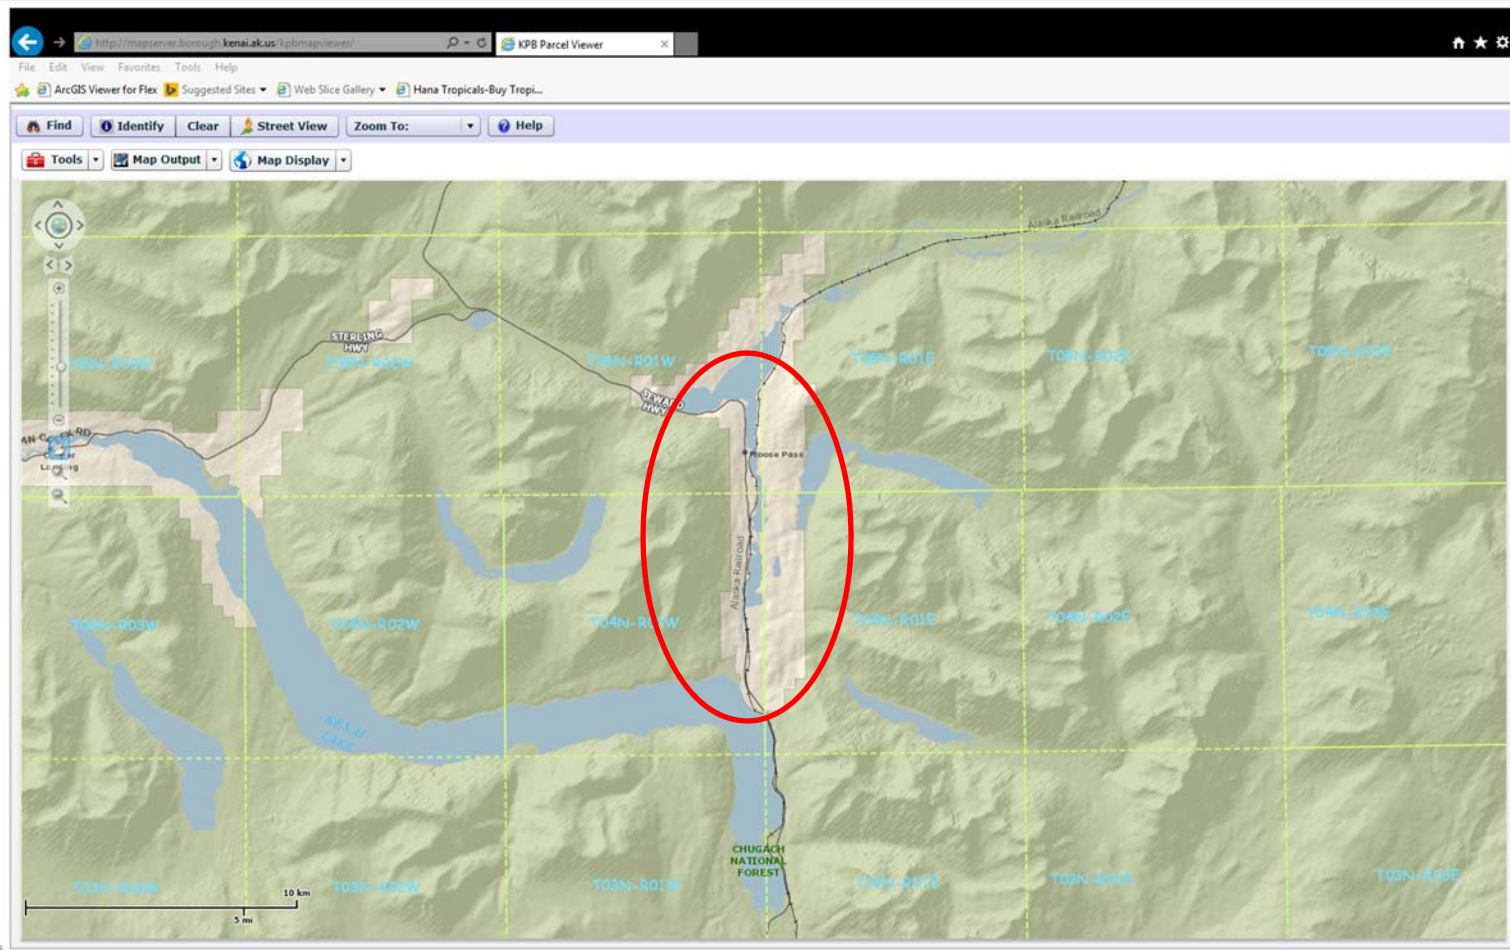 http://mapserver.borough.kenai.ak.us/kpbmapviewer/
KPB Parcel Viewer
File Edit View Favorites Tools Help
ArcGIS Viewer for Flex Suggested Sites Web Slice Gallery Hana Tropicals-Buy Tropi...
Find Identify Clear Street View Zoom To: Help
Tools Map Output Map Display
Alaska Railroad
STERLING
HWY
T05N-R02W
T05N-R01W
T05N-R01E
T05N-R02E
SEWARD
HWY
Moose Pass
Landing
Alaska Railroad
T04N-R03W
T04N-R02W
T04N-R01W
T04N-R01E
T04N-R02E
T04N-R03E
KENAI
LAKE
CHUGACH
NATIONAL
FOREST
T03N-R02W
T03N-R01W
T03N-R01E
T03N-R02E
T03N-R03E
10 km
5 mi